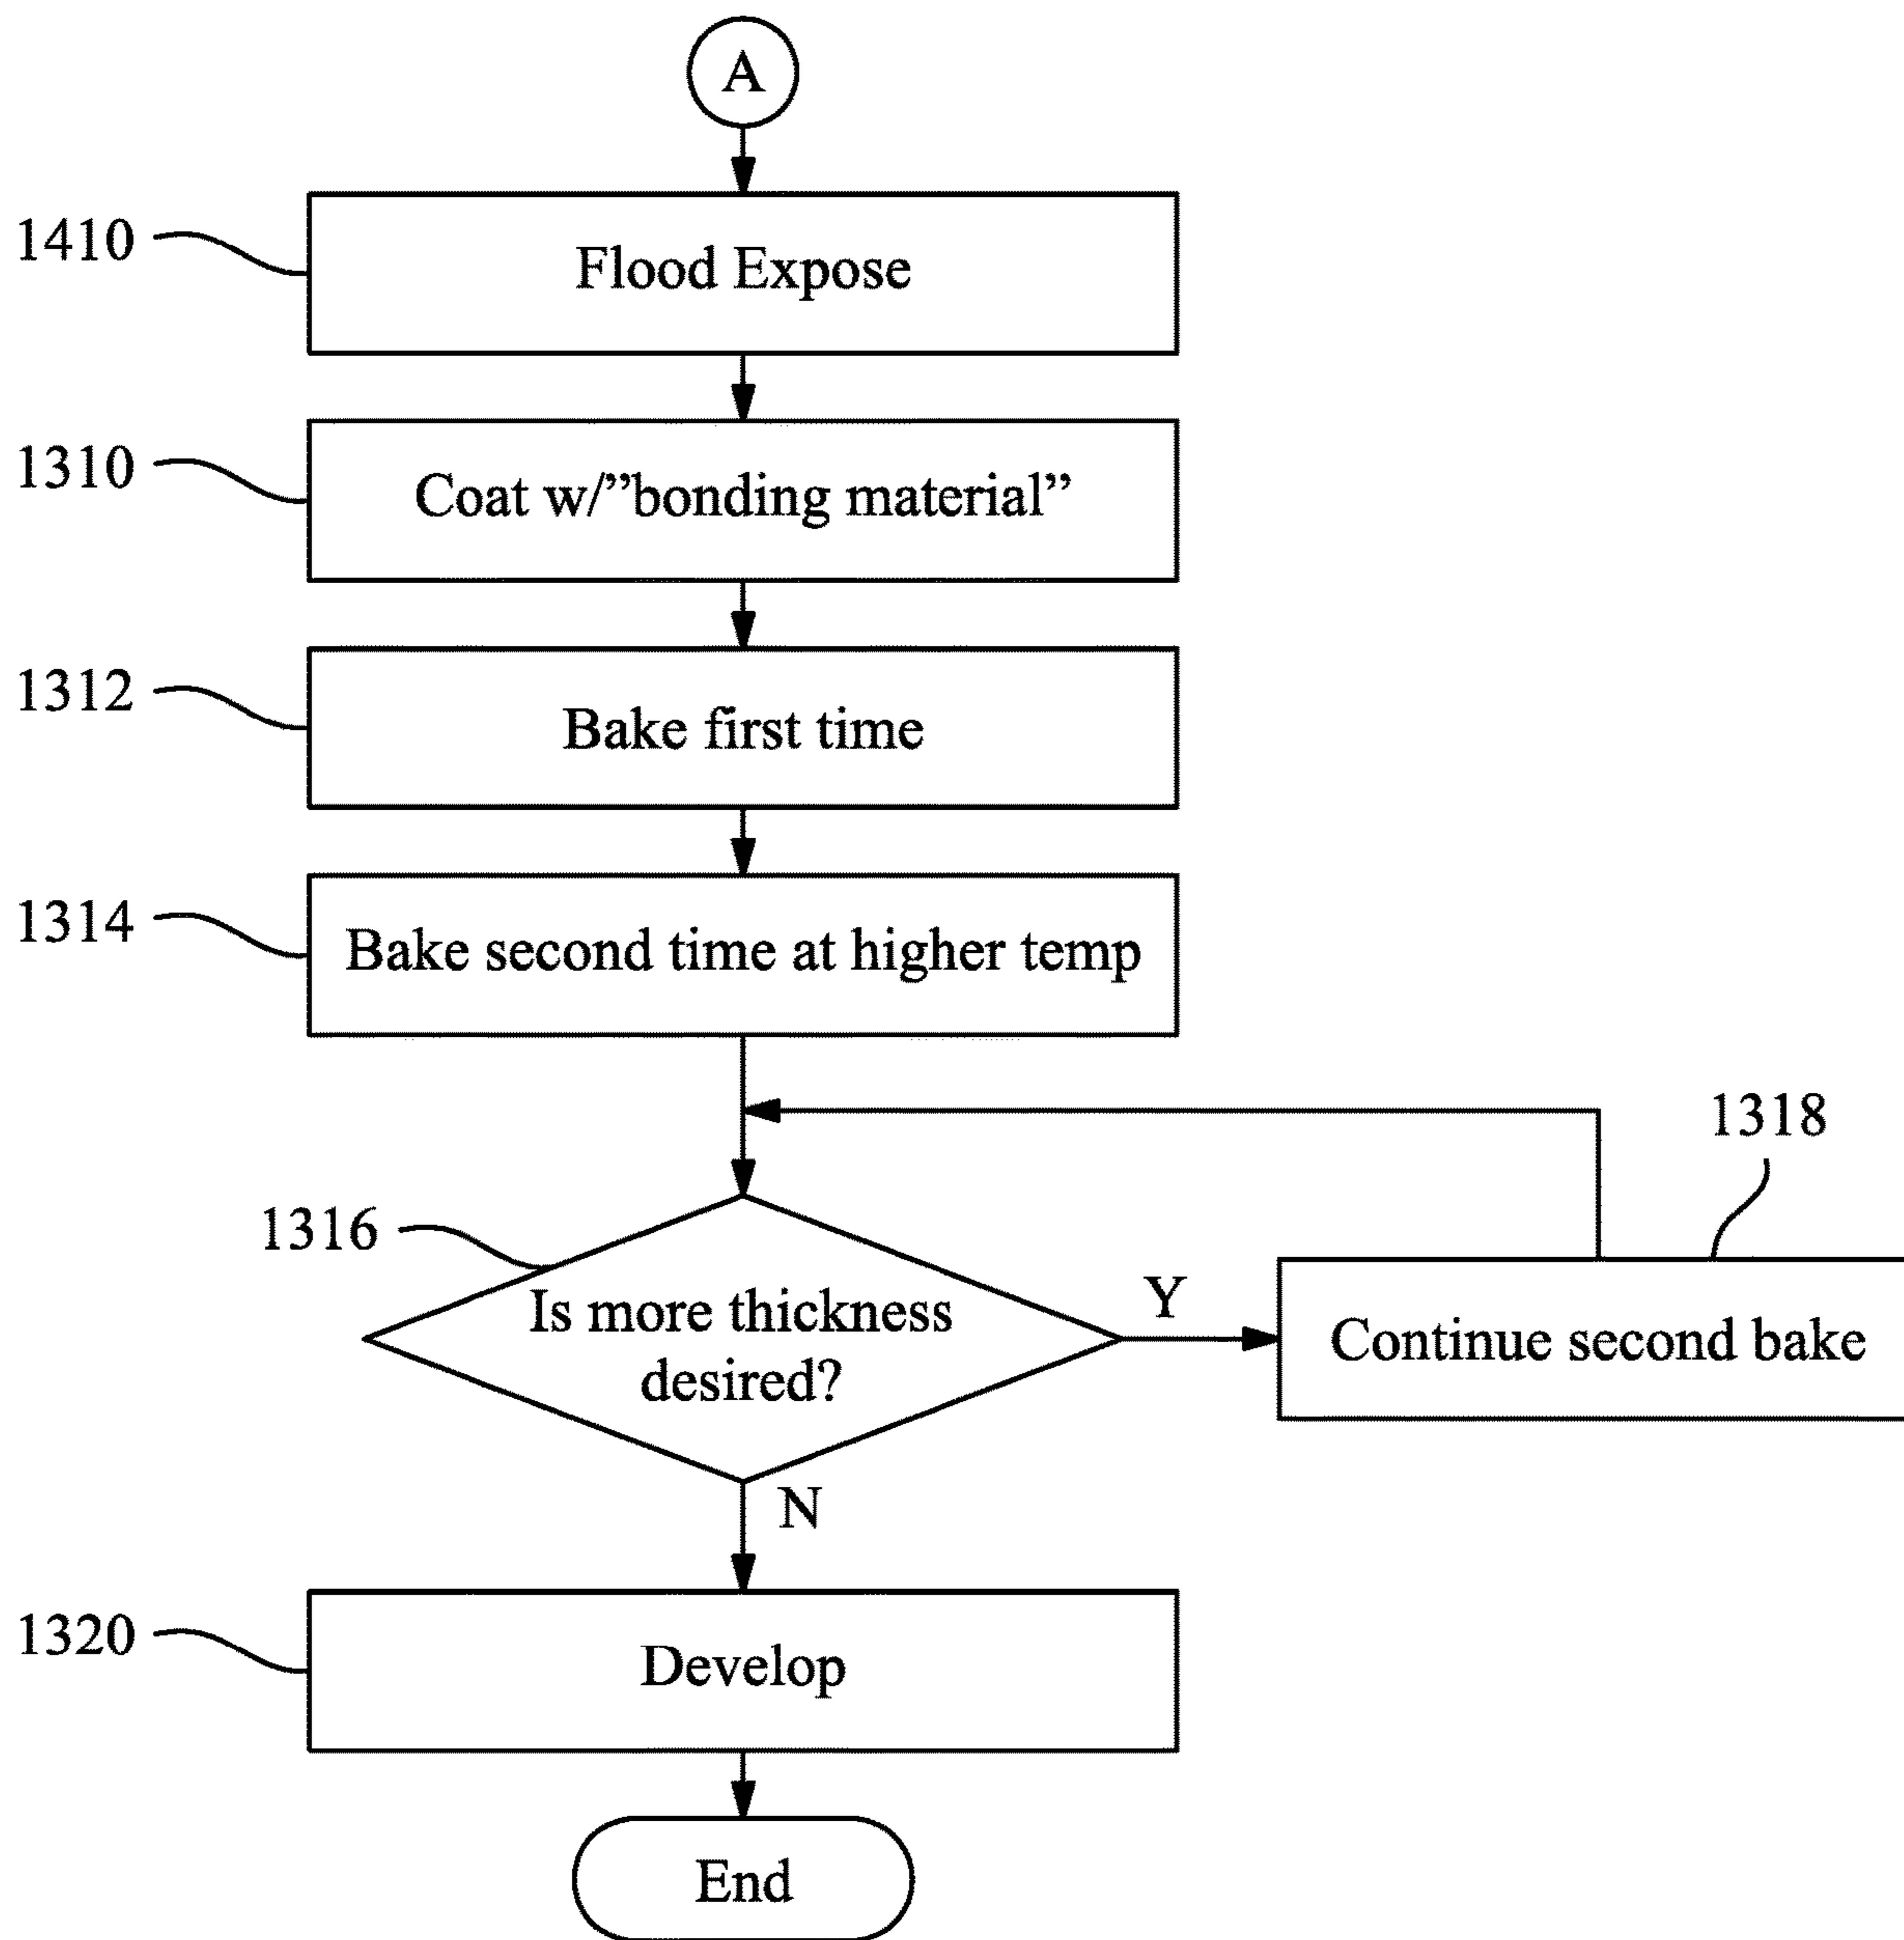 A
1410
Flood Expose
1310
Coat w/”bonding material”
1312
Bake first time
1314
Bake second time at higher temp
1318
1316
Is more thickness
desired?
Y
Continue second bake
N
1320
Develop
End